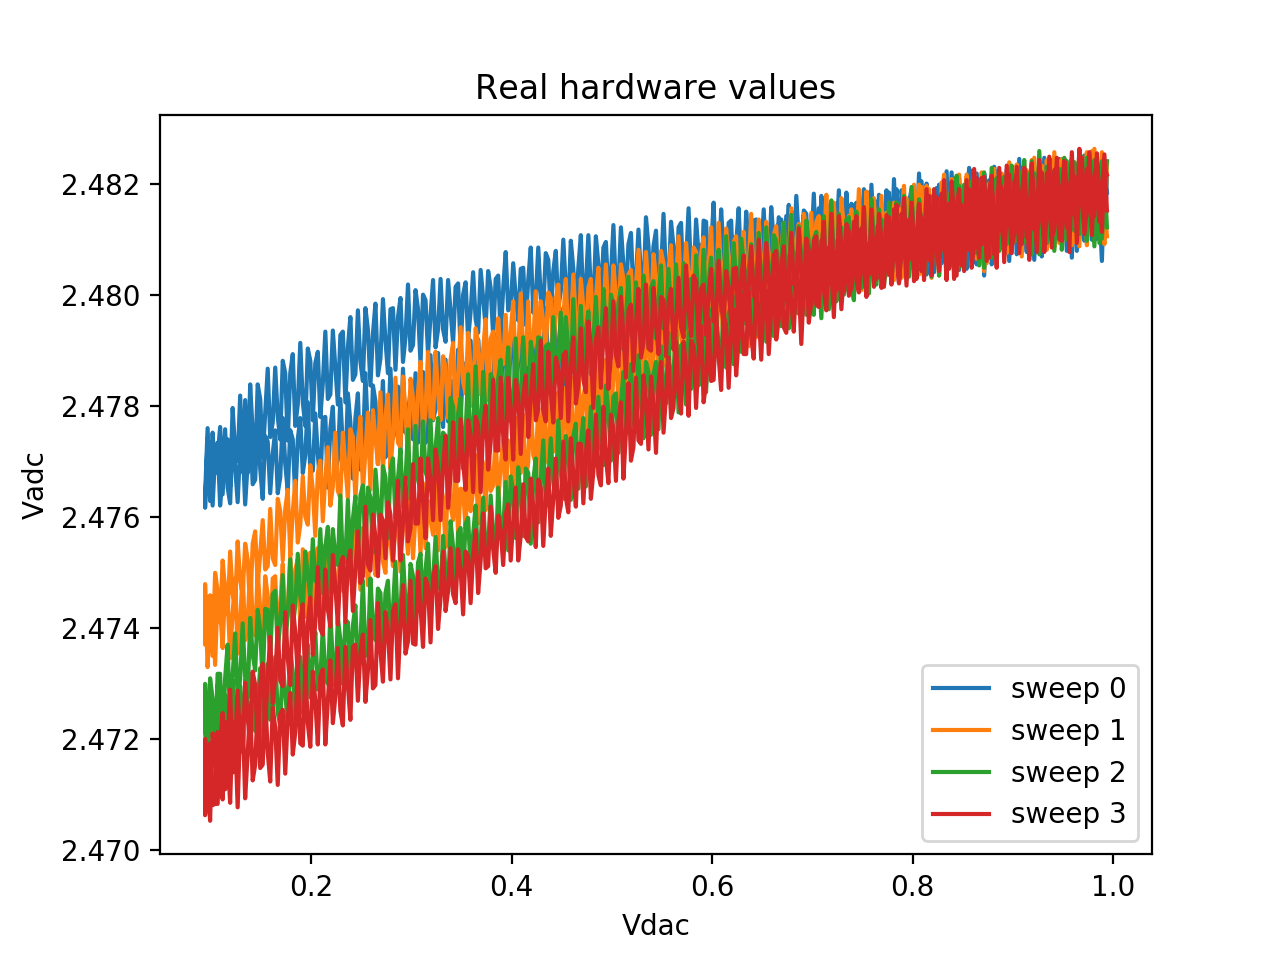 Real hardware values
2.482
2.480
2.478
2.476
2.474
2.472
2.470
Vadc
0.2 0.4 0.6 0.8 1.0
Vdac
sweep 0
sweep 1
sweep 2
sweep 3